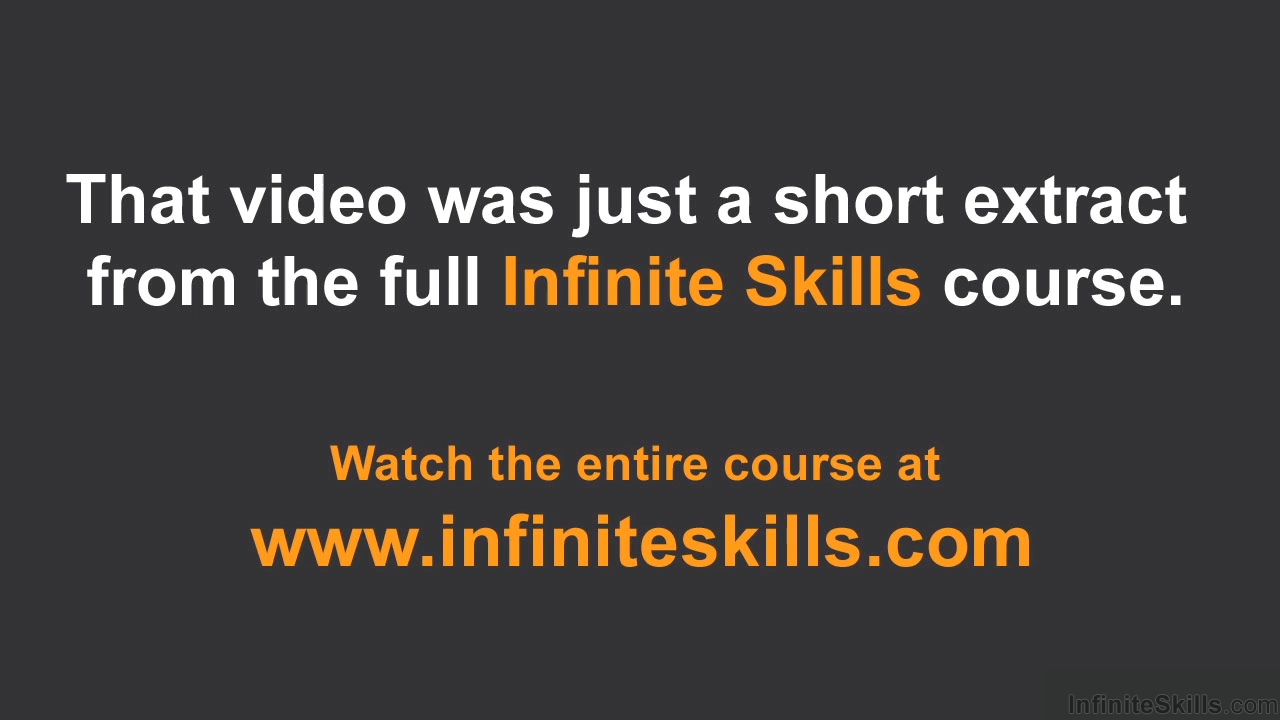 That video was just a short extract
from the full Infinite Skills course.
Watch the entire course at
www.infiniteskills.com
InfiniteSkills.com